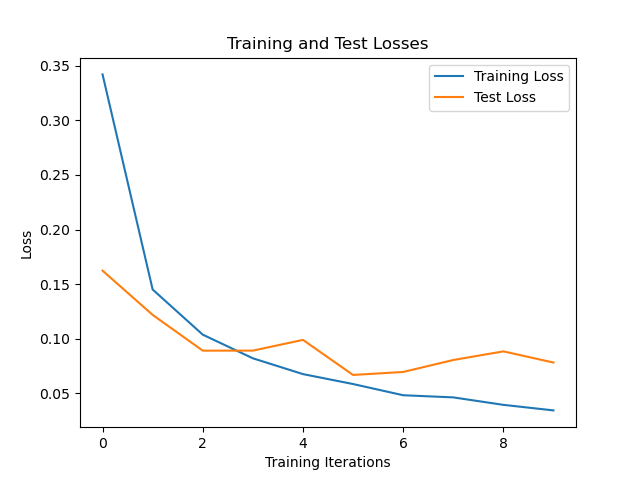 Training and Test Losses
Training Loss
Test Loss
0.35
0.30
0.25
0.20
0.15
0.10
0.05
Loss
0 2 4 6 8
Training Iterations